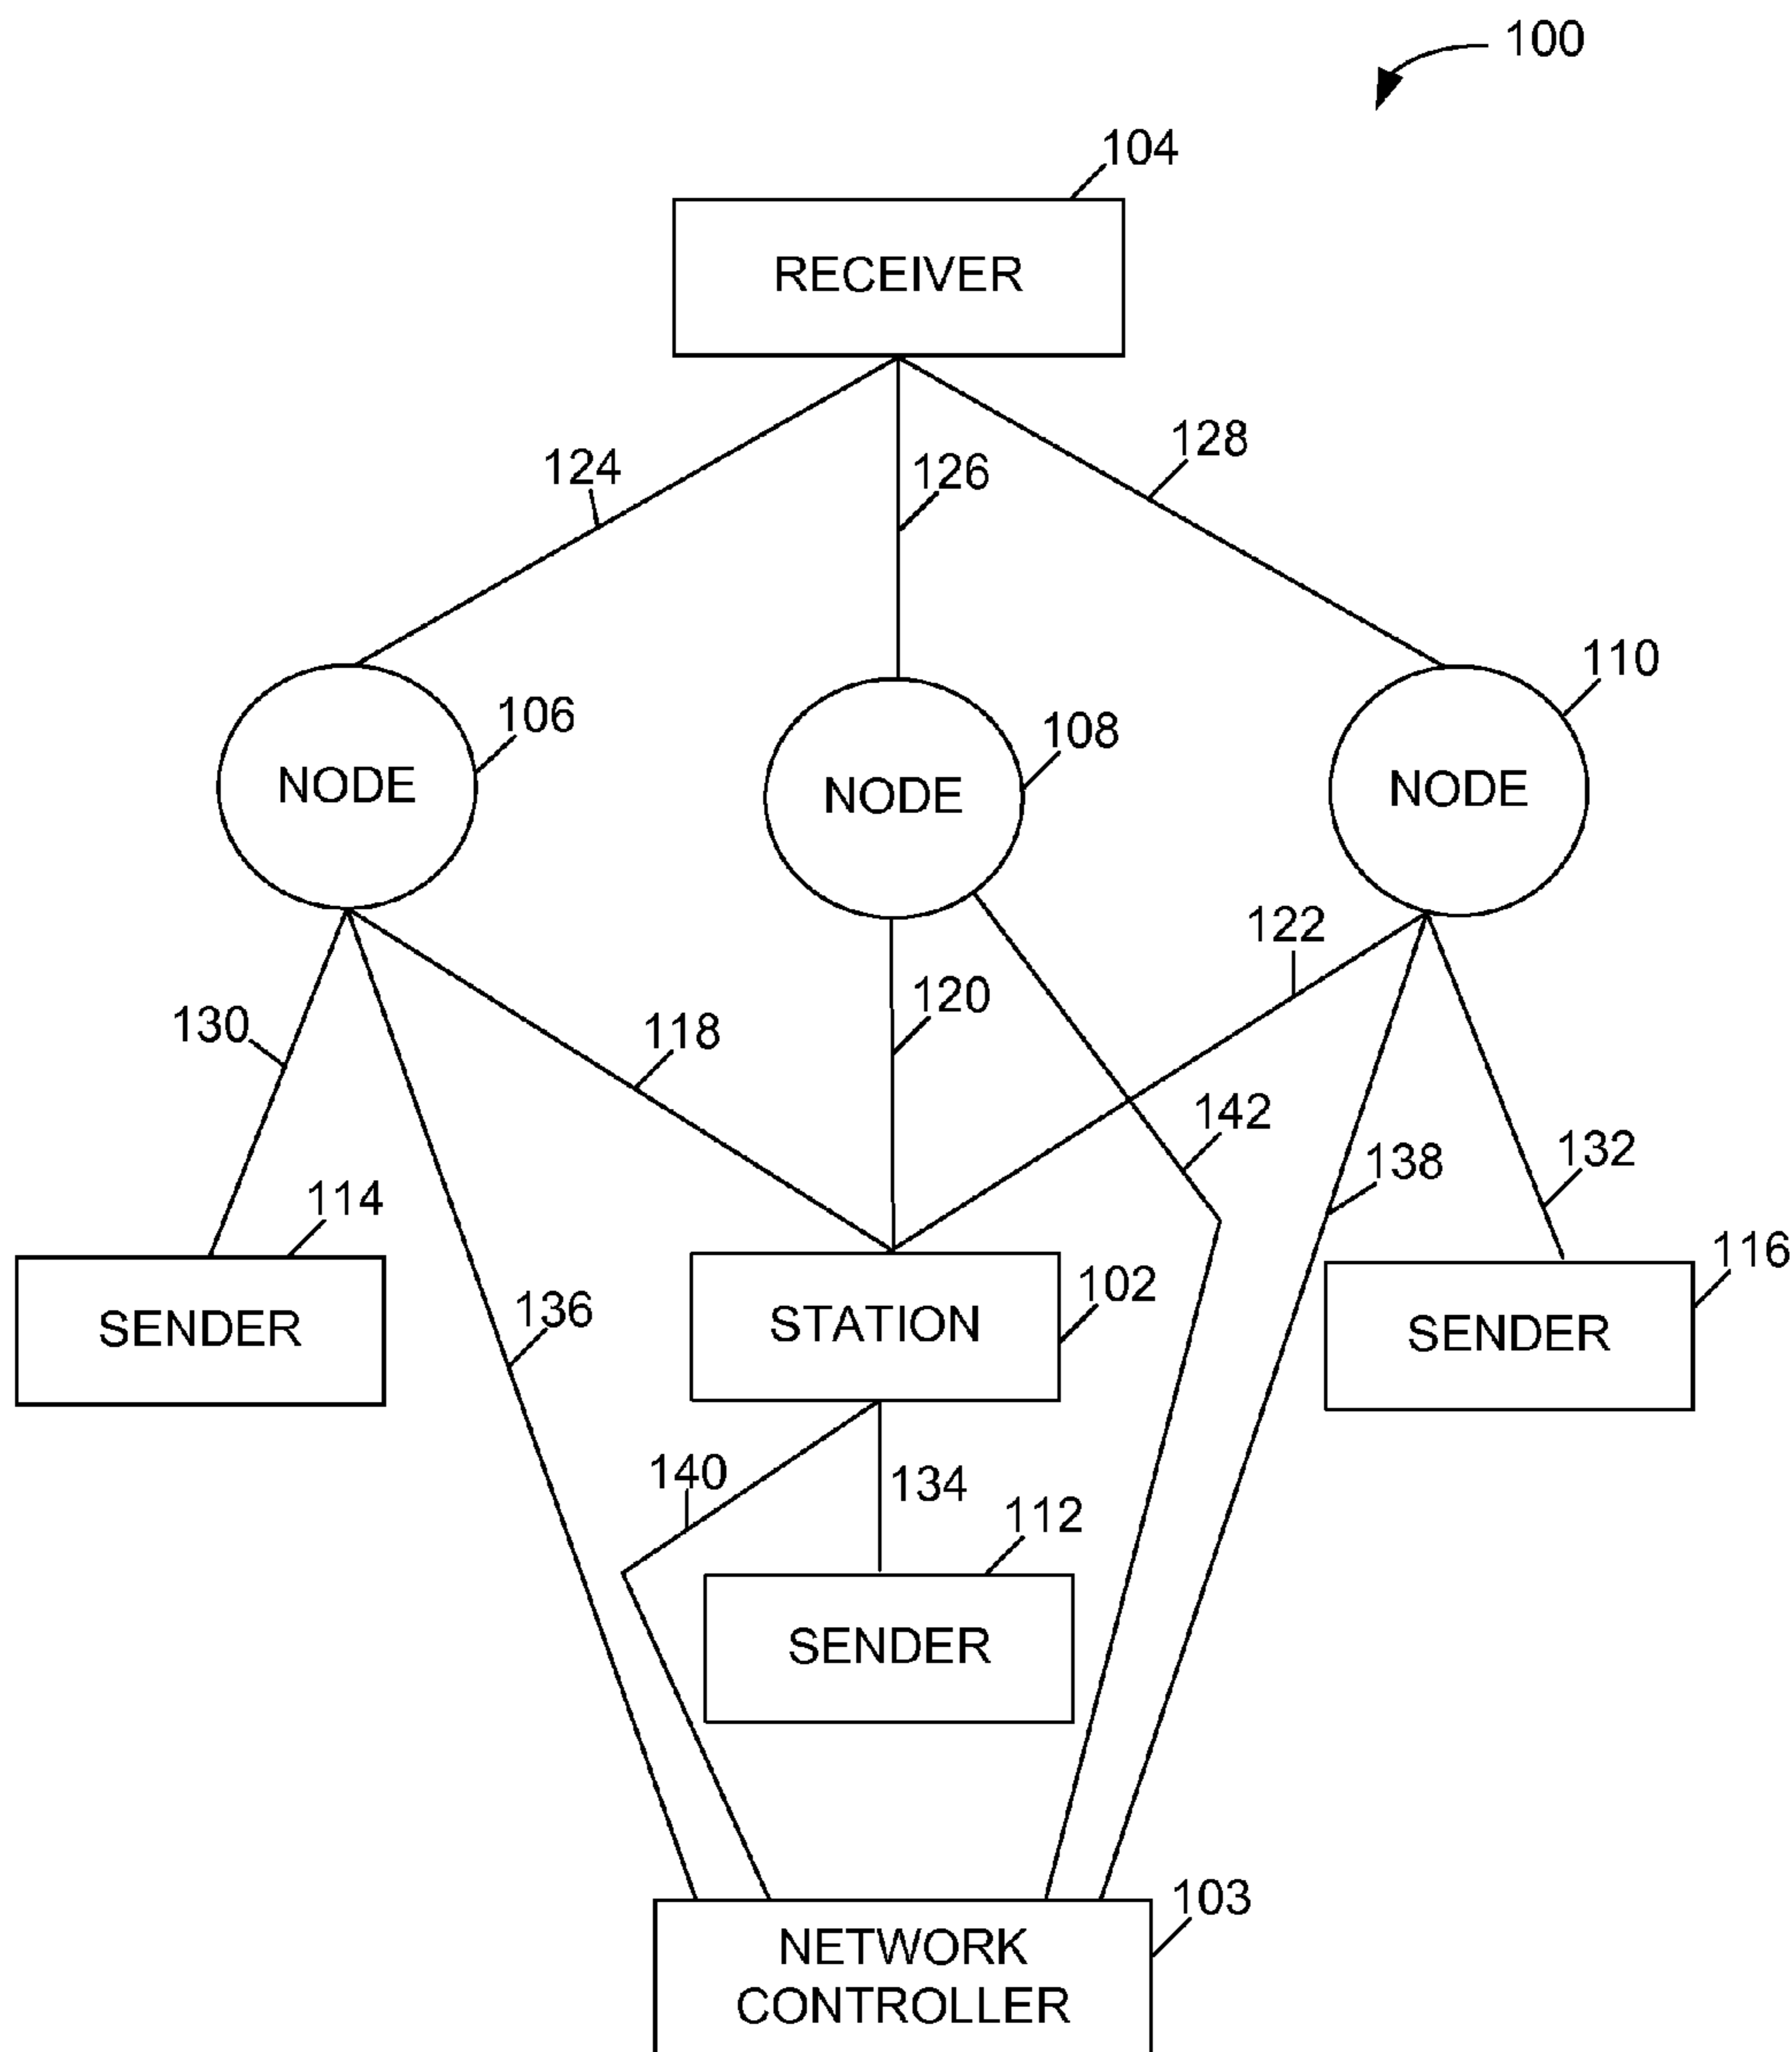 100
104
RECEIVER
124
126
128
106
108
110
NODE
NODE
NODE
122
130
118
120
142
138
132
114
136
102
116
SENDER
STATION
SENDER
140
134
112
SENDER
103
NETWORK
CONTROLLER